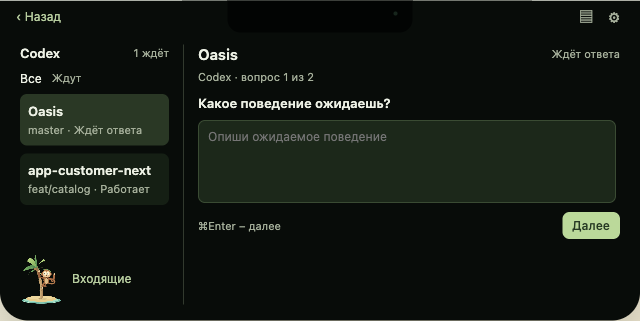 ‹ Назад
Codex
1 ждёт
Все
Ждут
Oasis
master · Ждёт ответа
app-customer-next
feat/catalog · Работает
Входящие
Oasis
Ждёт ответа
Codex · вопрос 1 из 2
Какое поведение ожидаешь?
Опиши ожидаемое поведение
⌘Enter – далее
Далее